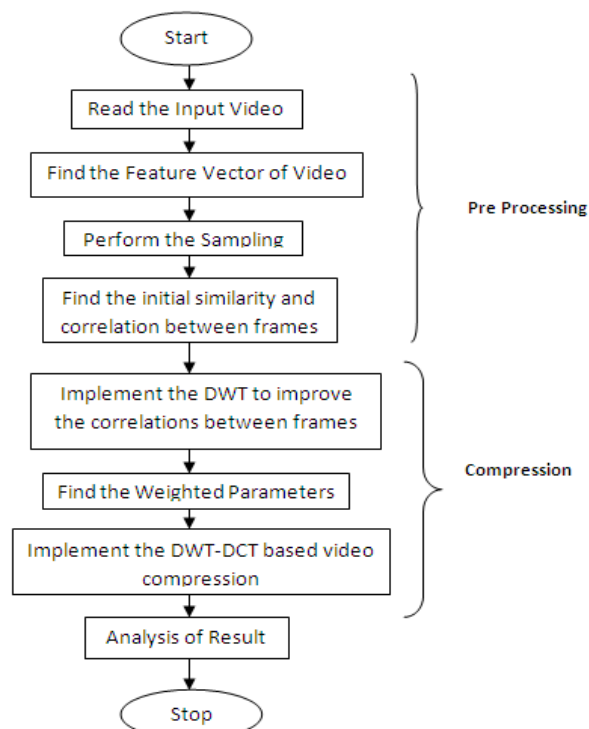 Start
Read the Input Video
Find the Feature Vector of Video
Pre Processing
Perform the Sampling
Find the initial similarity and
correlation between frames
Implement the DWT to improve
the correlations between frames
Compression
Find the Weighted Parameters
Implement the DWT-DCT based video
compression
Analysis of Result
Stop